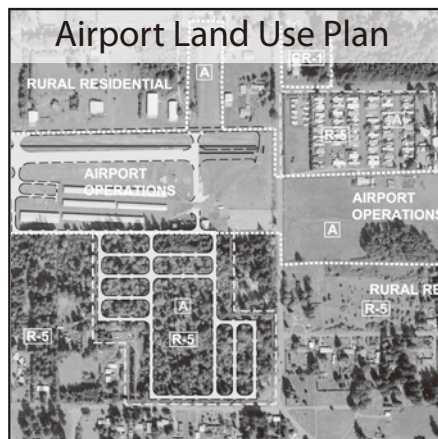 Airport Land Use Plan
CR-1
RURAL RESIDENTIAL
A
R-5
A
AIRPORT
OPERATIONS
AIRPORT
OPERATIONS
A
RURAL RE
A
R-5
R-5
R-5